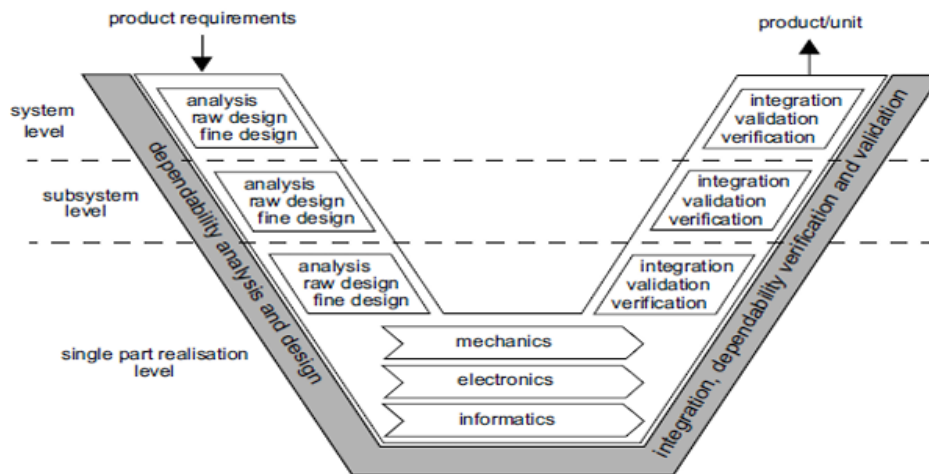 product requirements
product/unit
system
level
analysis
raw design
fine design
integration
validation
verification
subsystem
level
analysis
raw design
fine design
integration
validation
verification
analysis
raw design
fine design
integration
validation
verification
single part realisation
level
mechanics
electronics
informatics
dependability analysis and design
integration, dependability verification and validation